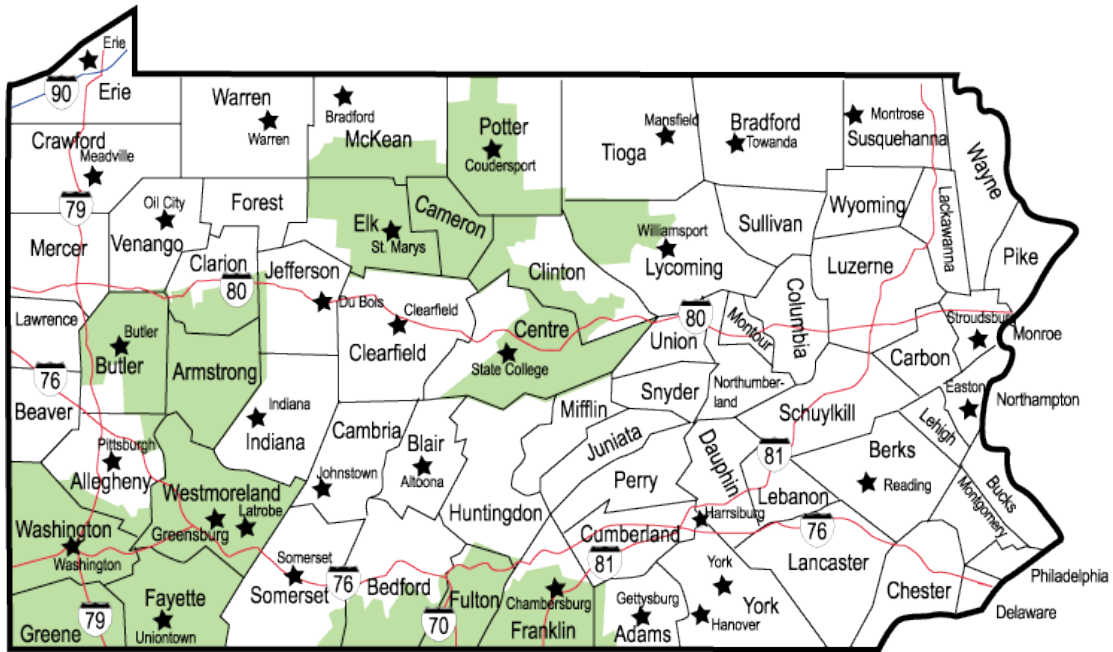 Erie
90
Erie
Warren
Warren
Bradford
McKean
Potter
Coudersport
Tioga
Mansfield
Bradford
Towanda
Montrose
Susquehanna
Wayne
Crawford
Meadville
79
Mercer
Oil City
Venango
Forest
Elk
St. Marys
Cameron
Clinton
Williamsport
Lycoming
Sullivan
Wyoming
Lackawanna
Pike
Clarion
80
Jefferson
Du Bois
Clearfield
Clearfield
Centre
State College
Luzerne
Columbia
Montour
80
Union
Stroudsburg
Monroe
Carbon
Lawrence
Butler
Butler
Armstrong
76
Beaver
Indiana
Indiana
Snyder
Northumber-
land
Schuylkill
Easton
Northampton
Lehigh
Mifflin
Juniata
Cambria
Blair
Altoona
Johnstown
Pittsburgh
Allegheny
Westmoreland
Latrobe
Greensburg
Huntingdon
Perry
Dauphin
81
Berks
Reading
Lebanon
Bucks
Montgomery
Washington
Washington
Somerset
Somerset
76
Bedford
Fulton
70
Cumberland
81
Harrsiburg
76
Lancaster
Chester
Philadelphia
Delaware
Greene
79
Fayette
Uniontown
Chambersburg
Franklin
Gettysburg
Adams
York
York
Hanover